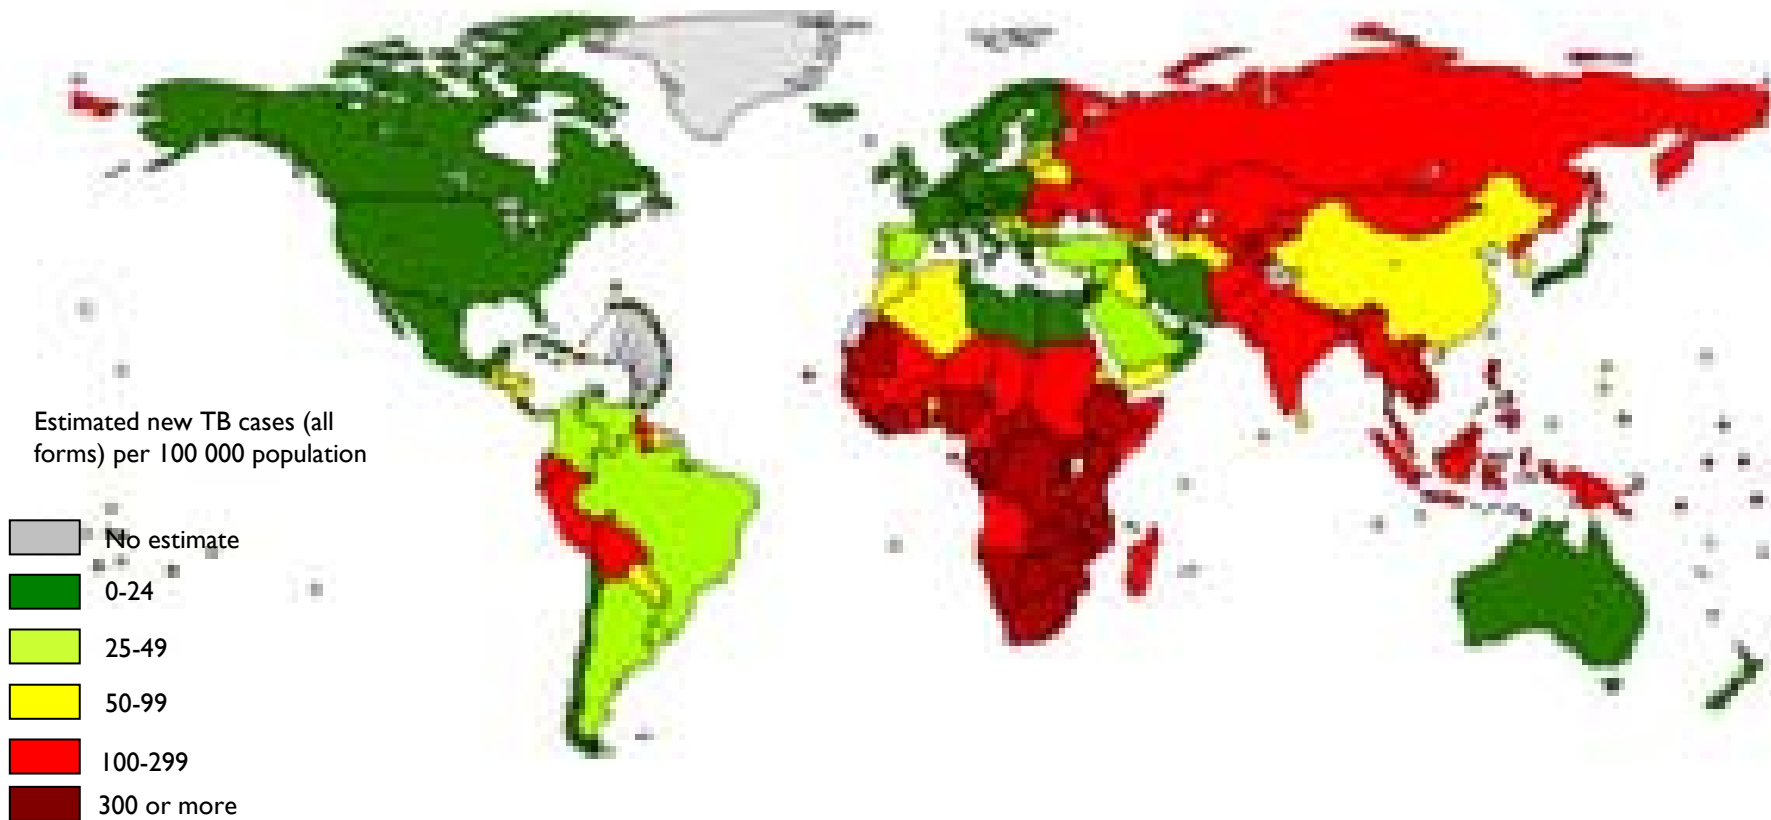 Estimated new TB cases (all
forms) per 100 000 population
No estimate
0-24
25-49
50-99
100-299
300 or more